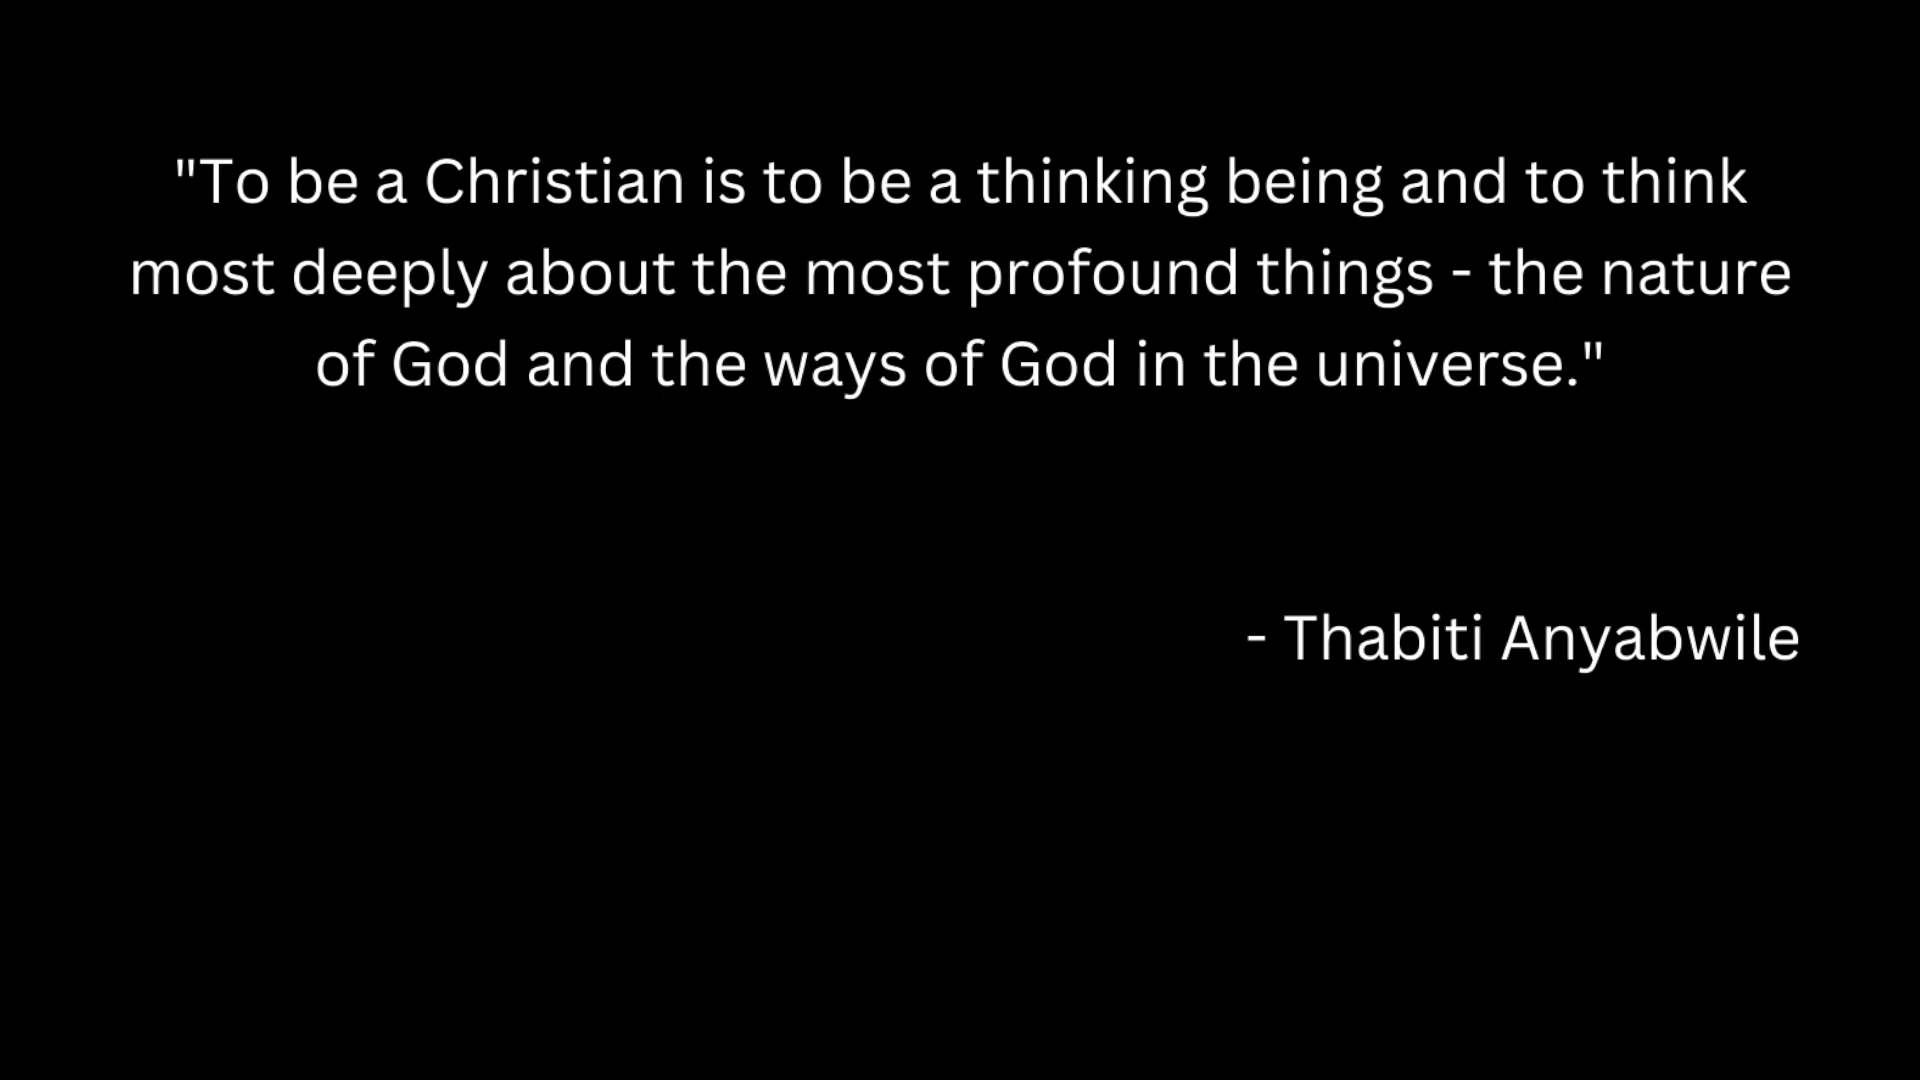 "To be a Christian is to be a thinking being and to think
most deeply about the most profound things - the nature
of God and the ways of God in the universe."
- Thabiti Anyabwile